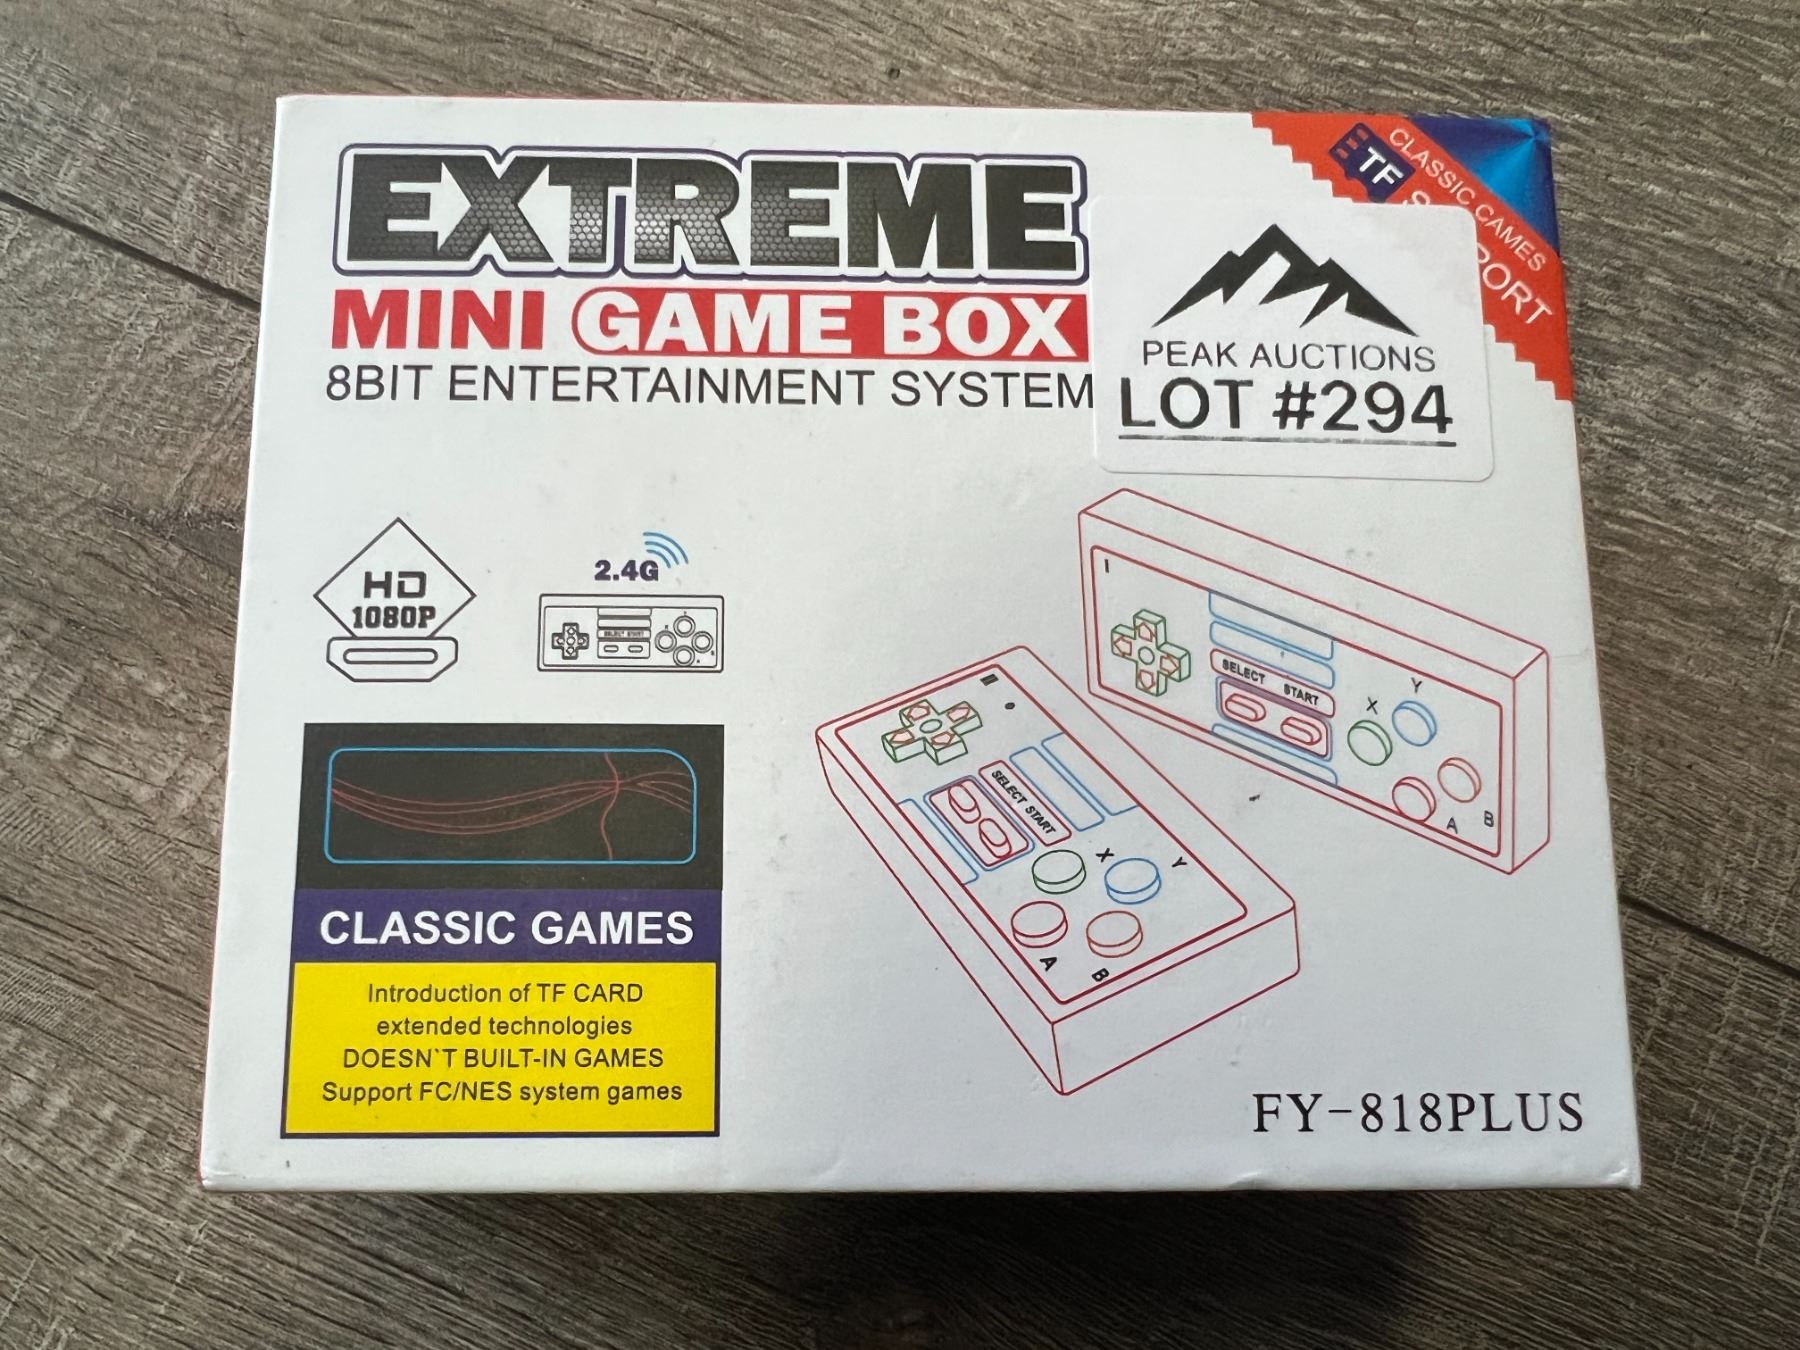 EXTREME
MINI GAME BOX
8BIT ENTERTAINMENT SYSTEM
CLASSIC GAMES
TF
PEAK AUCTIONS
LOT #294
HD
1080P
2.4G
SELECT START
SELECT START
X
Y
A
B
SELECT START
X
Y
A
B
CLASSIC GAMES
Introduction of TF CARD
extended technologies
DOESN`T BUILT-IN GAMES
Support FC/NES system games
FY-818PLUS